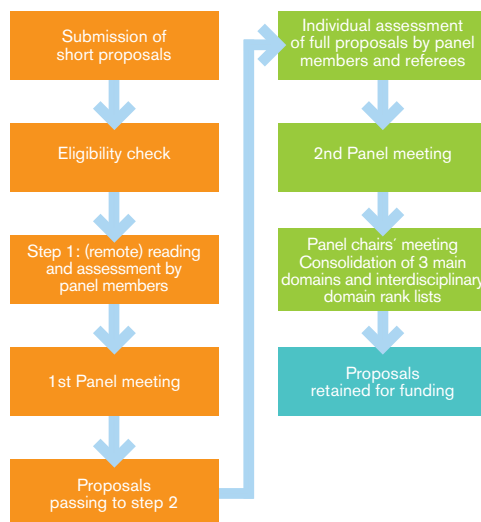 Submission of
short proposals
Eligibility check
Step 1: (remote) reading
and assessment by
panel members
1st Panel meeting
Proposals
passing to step 2
Individual assessment
of full proposals by panel
members and referees
2nd Panel meeting
Panel chairs´ meeting
Consolidation of 3 main
domains and interdisciplinary
domain rank lists
Proposals
retained for funding